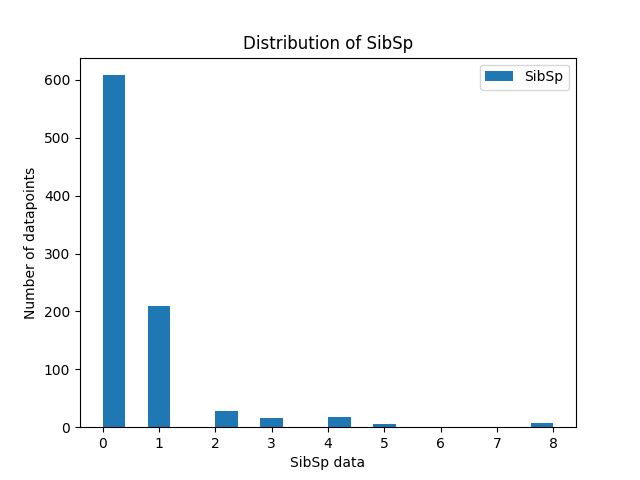 Distribution of SibSp
SibSp
600
500
400
300
200
100
0
Number of datapoints
0 1 2 3 4 5 6 7 8
SibSp data